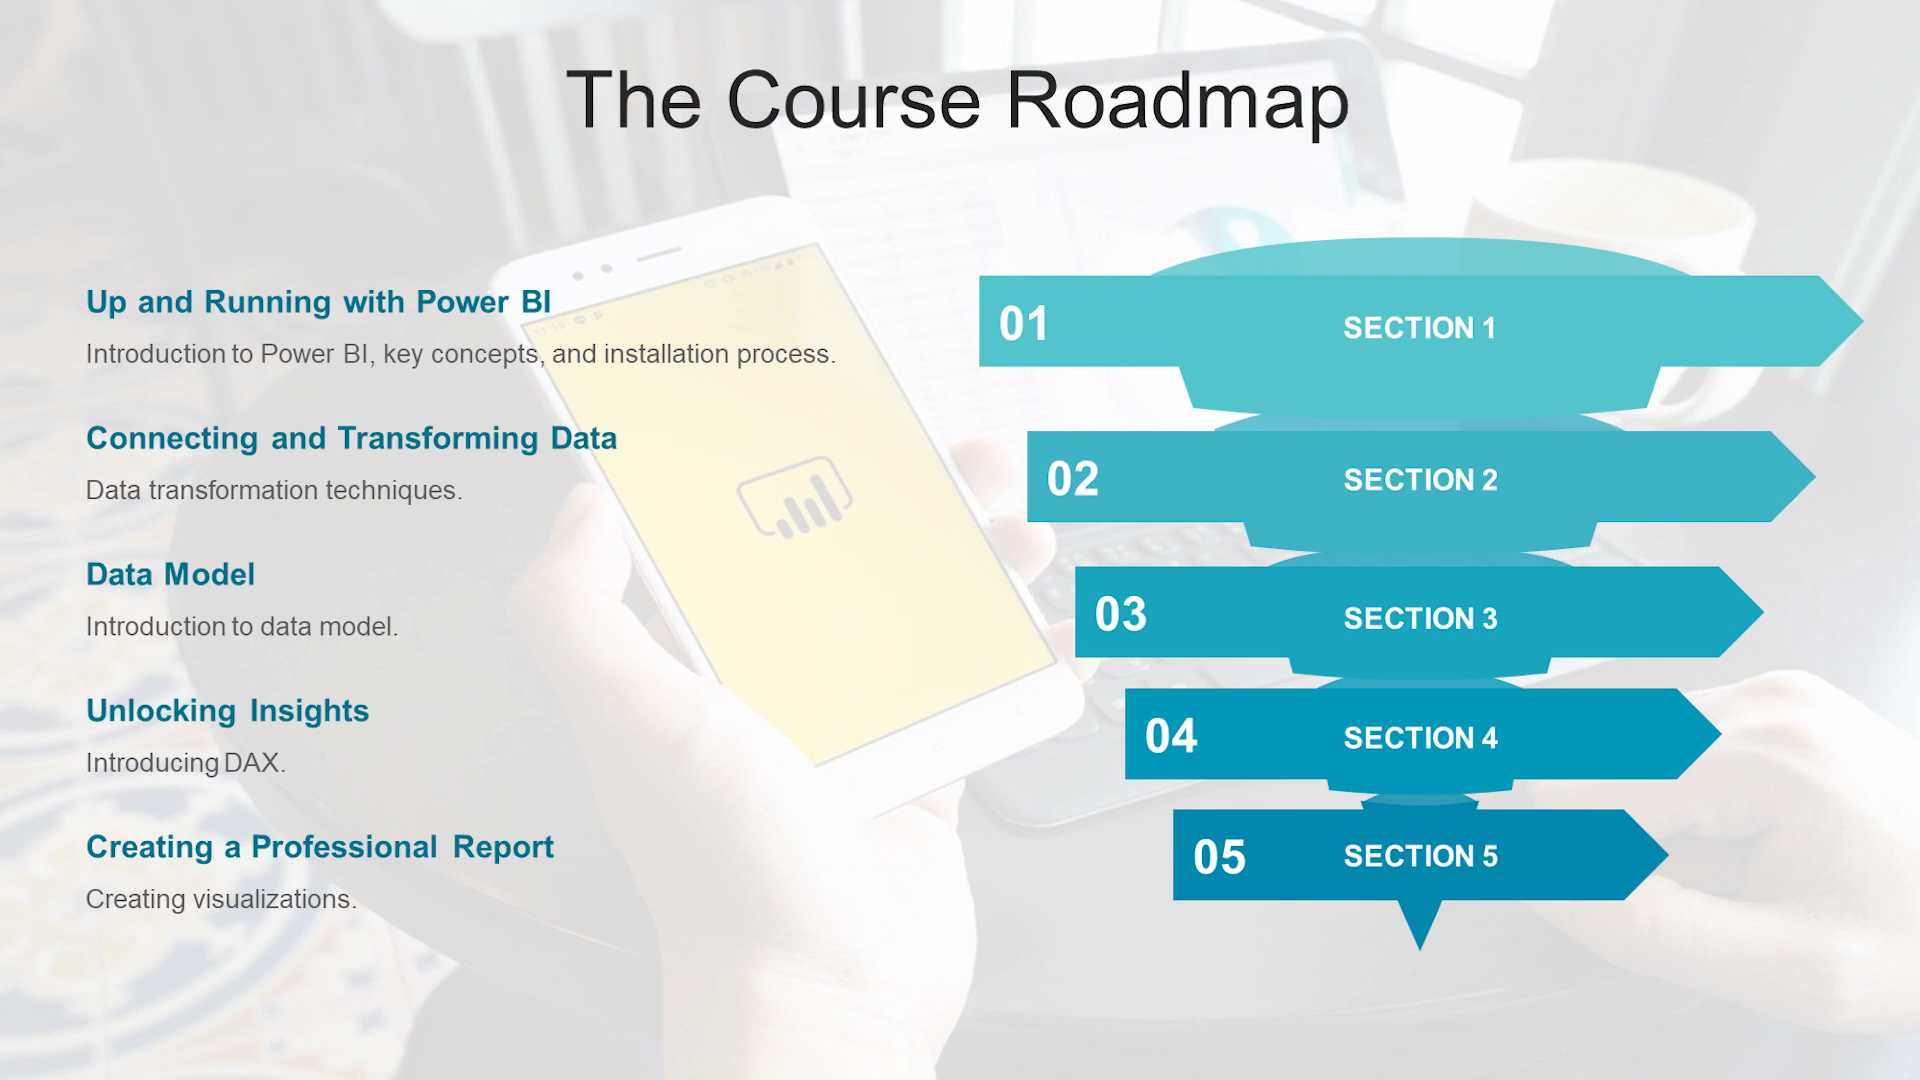 The Course Roadmap
Up and Running with Power BI
Introduction to Power BI, key concepts, and installation process.
Connecting and Transforming Data
Data transformation techniques.
Data Model
Introduction to data model.
Unlocking Insights
Introducing DAX.
Creating a Professional Report
Creating visualizations.
01 SECTION 1
02 SECTION 2
03 SECTION 3
04 SECTION 4
05 SECTION 5